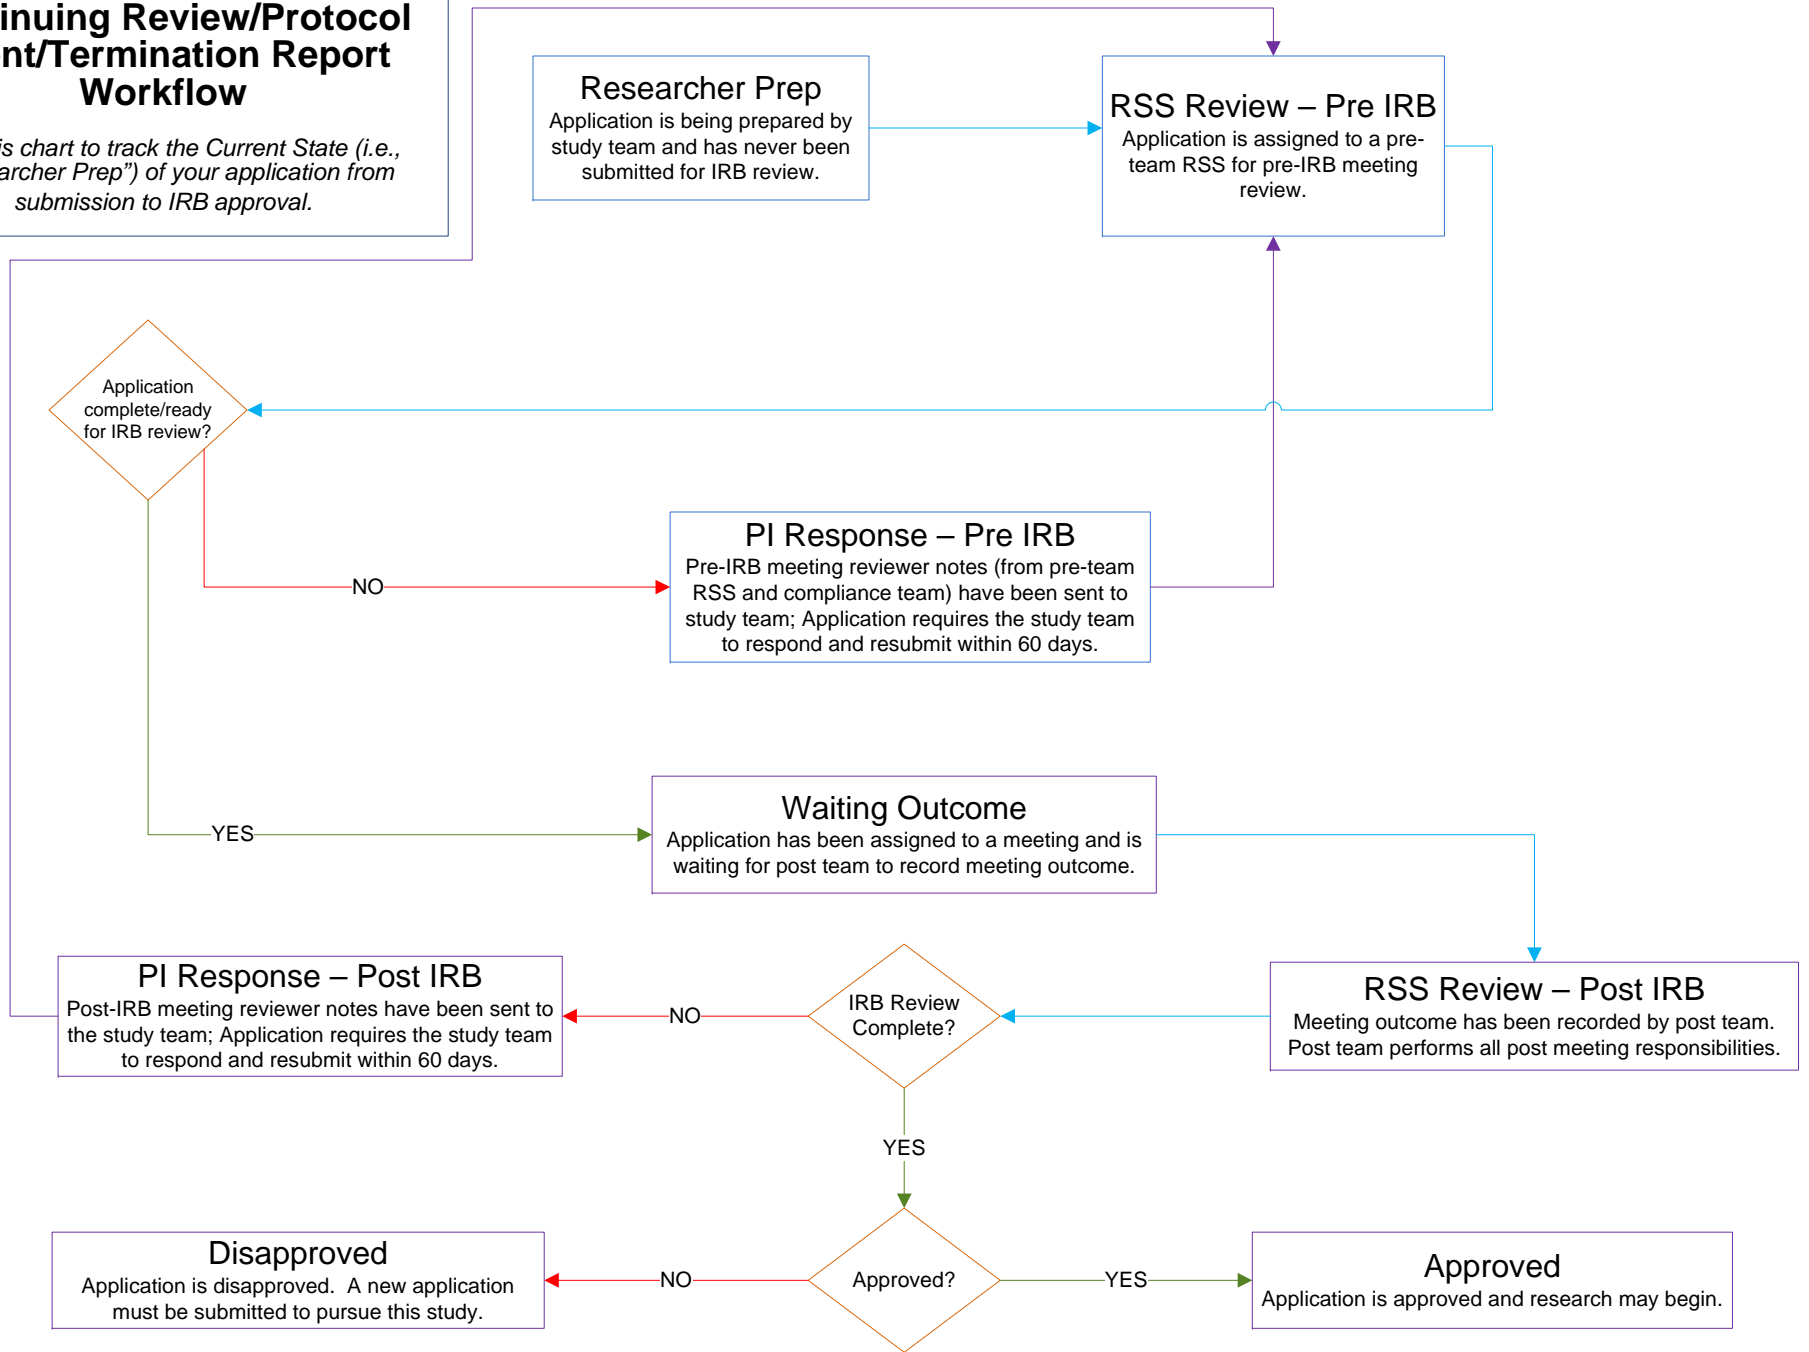 Review/Protocol
Report
Workflow
chart to track the Current State (i.e.,
Prep”) of your application from
submission to IRB approval.
Researcher Prep
Application is being prepared by
study team and has never been
submitted for IRB review.
RSS Review – Pre IRB
Application is assigned to a pre-
team RSS for pre-IRB meeting
review.
Application
complete/ready
for IRB review?
PI Response – Pre IRB
Pre-IRB meeting reviewer notes (from pre-team
RSS and compliance team) have been sent to
study team; Application requires the study team
to respond and resubmit within 60 days.
NO
Waiting Outcome
Application has been assigned to a meeting and is
waiting for post team to record meeting outcome.
YES
PI Response – Post IRB
Post-IRB meeting reviewer notes have been sent to
the study team; Application requires the study team
to respond and resubmit within 60 days.
NO
IRB Review
Complete?
RSS Review – Post IRB
Meeting outcome has been recorded by post team.
Post team performs all post meeting responsibilities.
YES
Disapproved
Application is disapproved.  A new application
must be submitted to pursue this study.
NO
Approved?
YES
Approved
Application is approved and research may begin.